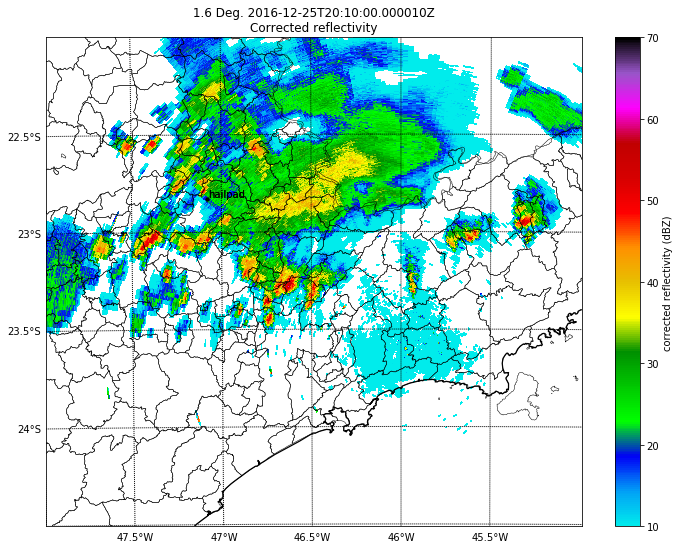 1.6 Deg. 2016-12-25T20:10:00.000010Z
Corrected reflectivity
22.5°S
23°S
23.5°S
24°S
hailpad
47.5°W
47°W
46.5°W
46°W
45.5°W
70
60
50
40
30
20
10
corrected reflectivity (dBZ)